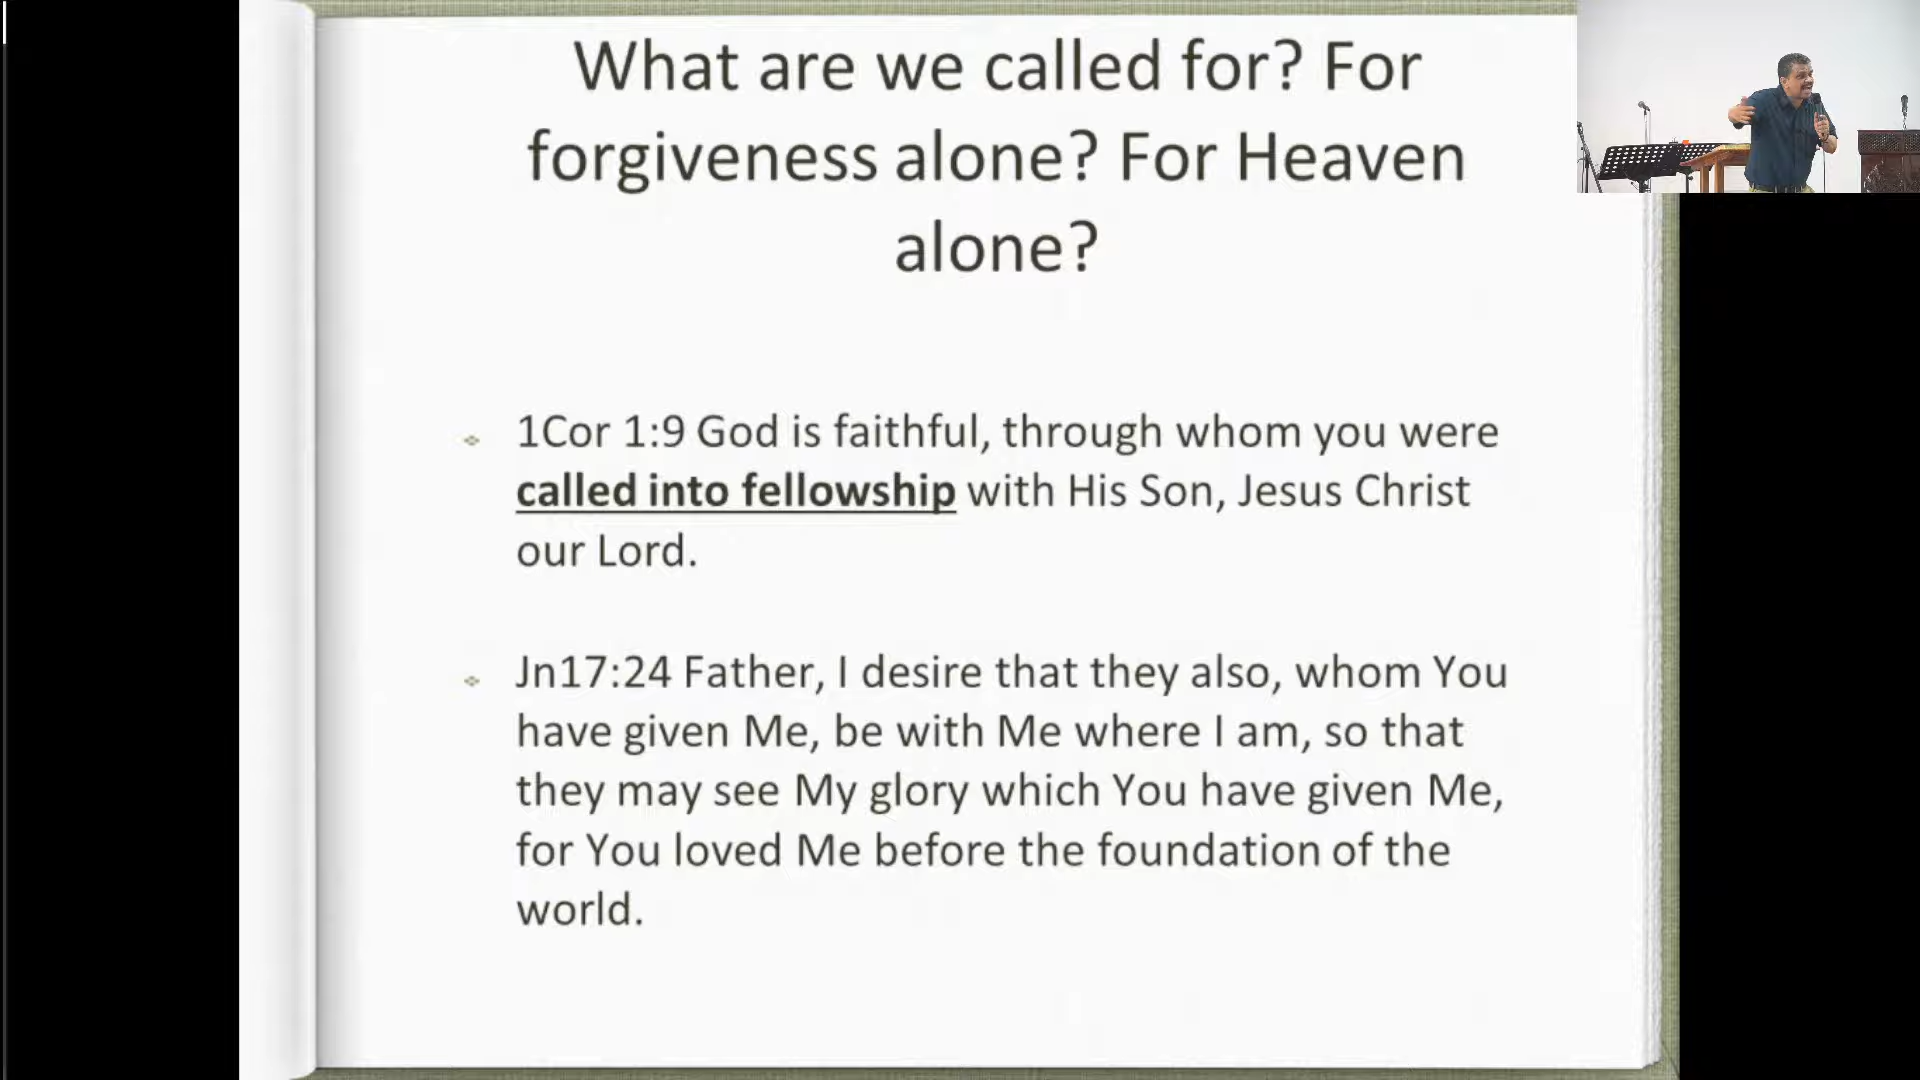 What are we called for? For
forgiveness alone? For Heaven
alone?
1Cor 1:9 God is faithful, through whom you were
called into fellowship with His Son, Jesus Christ
our Lord.
Jn17:24 Father, I desire that they also, whom You
have given Me, be with Me where I am, so that
they may see My glory which You have given Me,
for You loved Me before the foundation of the
world.